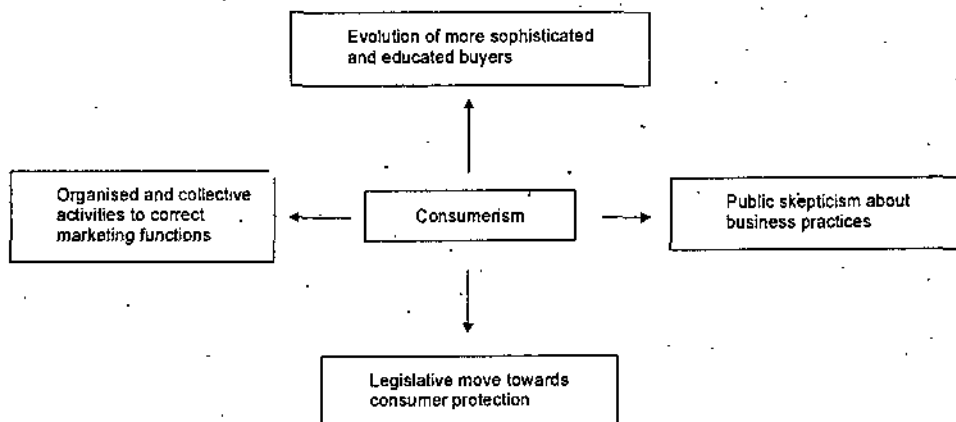 Evolution of more sophisticated
and educated buyers
Organised and collective
activities to correct
marketing functions
Consumerism
Public skepticism about
business practices
Legislative move towards
consumer protection